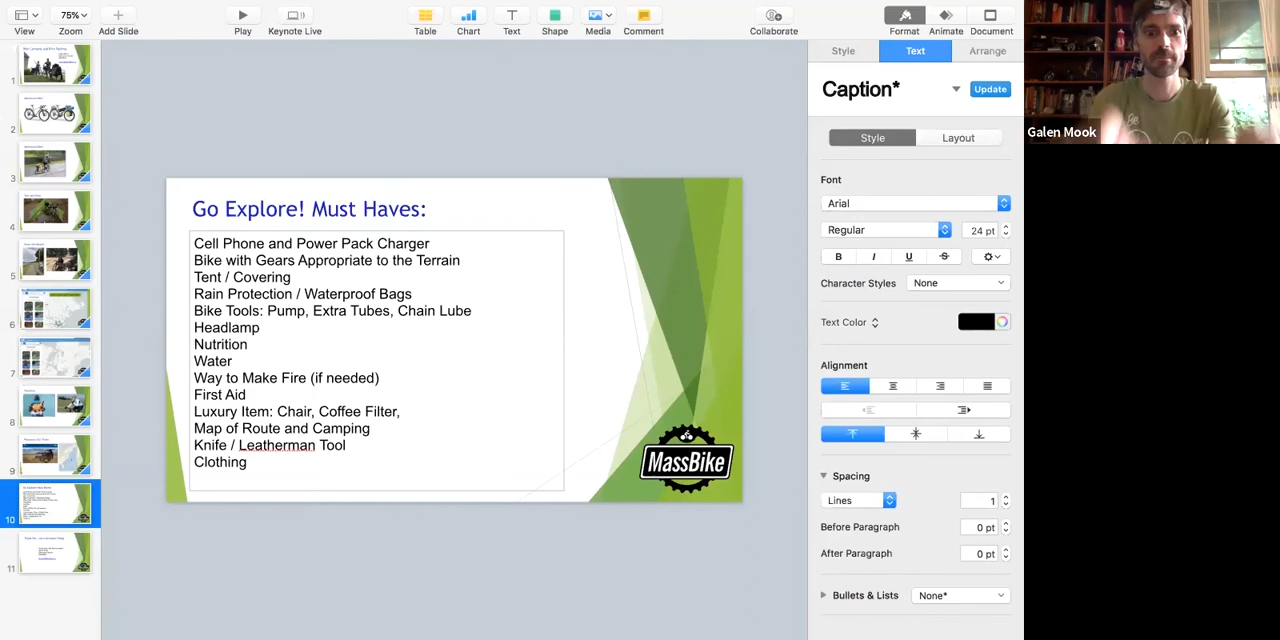 View
75%
Zoom
Add Slide
Play
Keynote Live
Table
Chart
Text
Shape
Media
Comment
Collaborate
Format
Animate
Document
1
2
3
4
5
6
7
8
9
10
11
Go Explore! Must Haves:
Cell Phone and Power Pack Charger
Bike with Gears Appropriate to the Terrain
Tent / Covering
Rain Protection / Waterproof Bags
Bike Tools: Pump, Extra Tubes, Chain Lube
Headlamp
Nutrition
Water
Way to Make Fire (if needed)
First Aid
Luxury Item: Chair, Coffee Filter,
Map of Route and Camping
Knife / Leatherman Tool
Clothing
MassBike
Style
Text
Arrange
Caption*
Update
Style
Layout
Font
Arial
Regular
24 pt
B I U S
Character Styles
None
Text Color
Alignment
Spacing
Lines
1
Before Paragraph
0 pt
After Paragraph
0 pt
Bullets & Lists
None*
Galen Mook